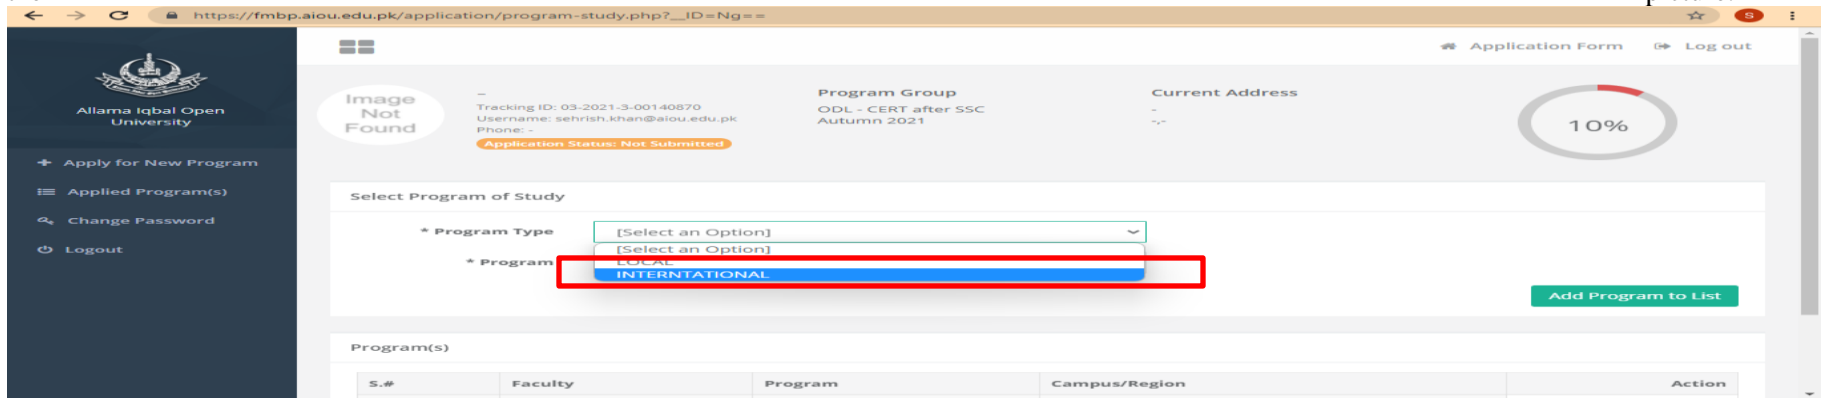 https://fmbp.aiou.edu.pk/application/program-study.php?__ID=Ng==
S
Allama Iqbal Open
University
Apply for New Program
Applied Program(s)
Change Password
Logout
Application Form
Log out
Image
Not
Found
–
Tracking ID: 03-2021-3-00140870
Username: sehrish.khan@aiou.edu.pk
Phone: -
Application Status: Not Submitted
Program Group
ODL - CERT after SSC
Autumn 2021
Current Address
-
-,-
10%
Select Program of Study
* Program Type
[Select an Option]
[Select an Option]
LOCAL
INTERNTATIONAL
* Program
Add Program to List
Program(s)
S.# Faculty Program Campus/Region Action